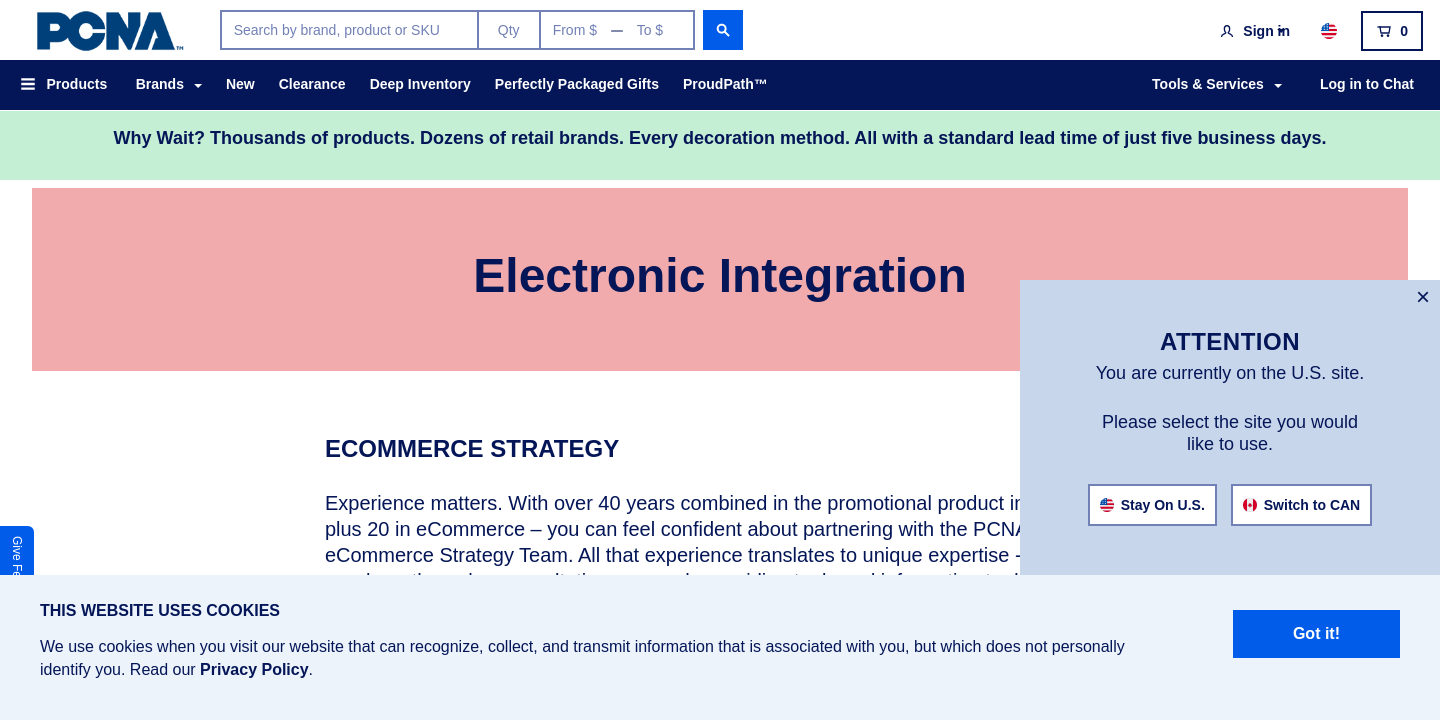 PCNA™
Search by brand, product or SKU
Qty
From $ — To $
Sign in
0
Products
Brands
New
Clearance
Deep Inventory
Perfectly Packaged Gifts
ProudPath™
Tools & Services
Log in to Chat
Why Wait? Thousands of products. Dozens of retail brands. Every decoration method. All with a standard lead time of just five business days.
Electronic Integration
ECOMMERCE STRATEGY
Experience matters. With over 40 years combined in the promotional product
plus 20 in eCommerce – you can feel confident about partnering with the PCNA
eCommerce Strategy Team. All that experience translates to unique expertise -
×
ATTENTION
You are currently on the U.S. site.
Please select the site you would
like to use.
Stay On U.S.
Switch to CAN
Give
THIS WEBSITE USES COOKIES
We use cookies when you visit our website that can recognize, collect, and transmit information that is associated with you, but which does not personally
identify you. Read our Privacy Policy.
Got it!